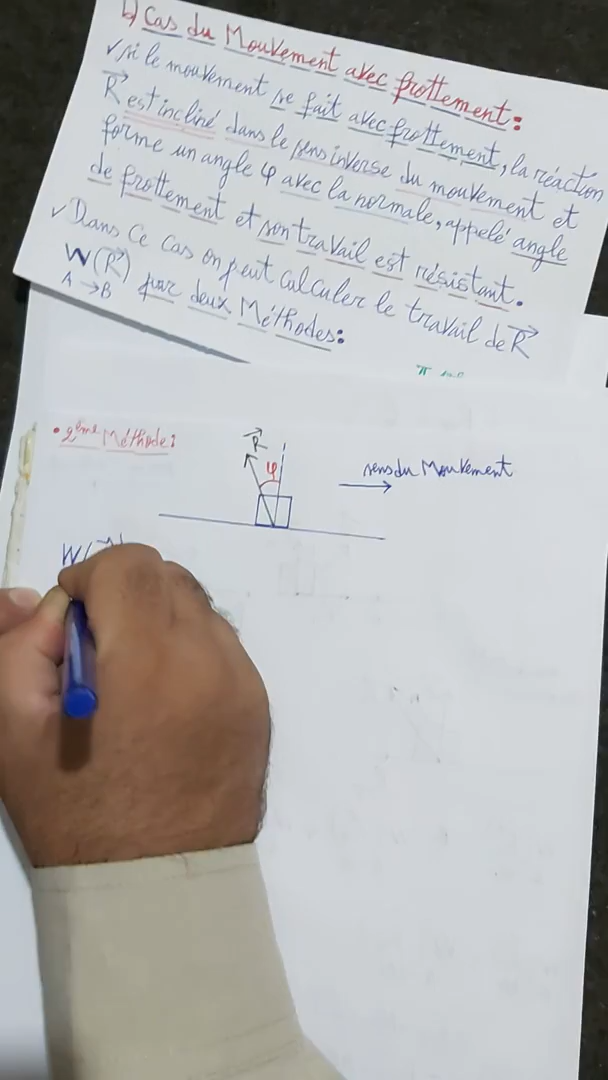 b) Cas du Mouvement avec frottement:
✓ si le mouvement se fait avec frottement, la réaction
R⃗ est incliné dans le sens inverse du mouvement et
forme un angle φ avec la normale, appelé angle
de frottement et son travail est résistant.
✓ Dans ce cas on peut calculer le travail de R⃗
W(R⃗) par deux Méthodes:
A→B
• 2ème Méthode:
R⃗
φ
sens du Mouvement
W(